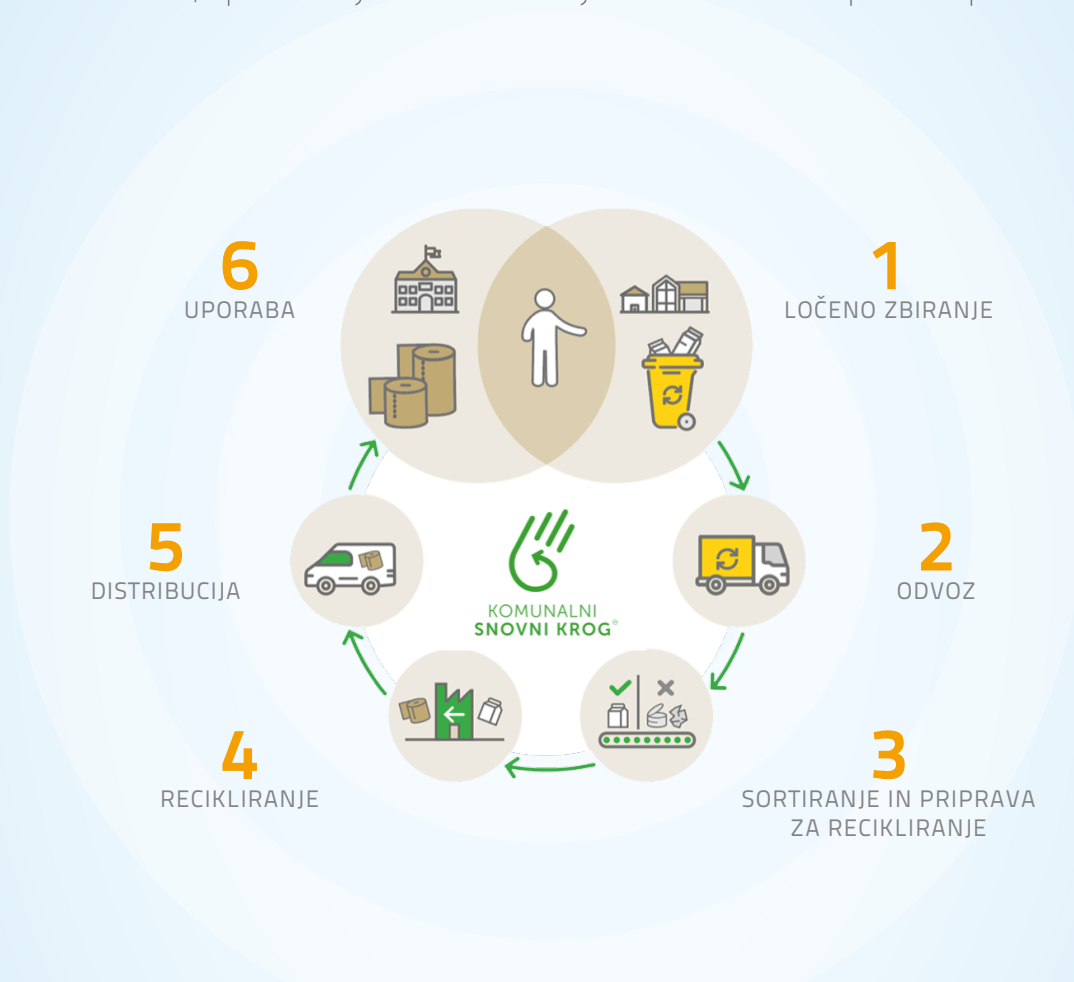 6
UPORABA
1
LOČENO ZBIRANJE
5
DISTRIBUCIJA
2
ODVOZ
KOMUNALNI
SNOVNI KROG®
4
RECIKLIRANJE
3
SORTIRANJE IN PRIPRAVA
ZA RECIKLIRANJE